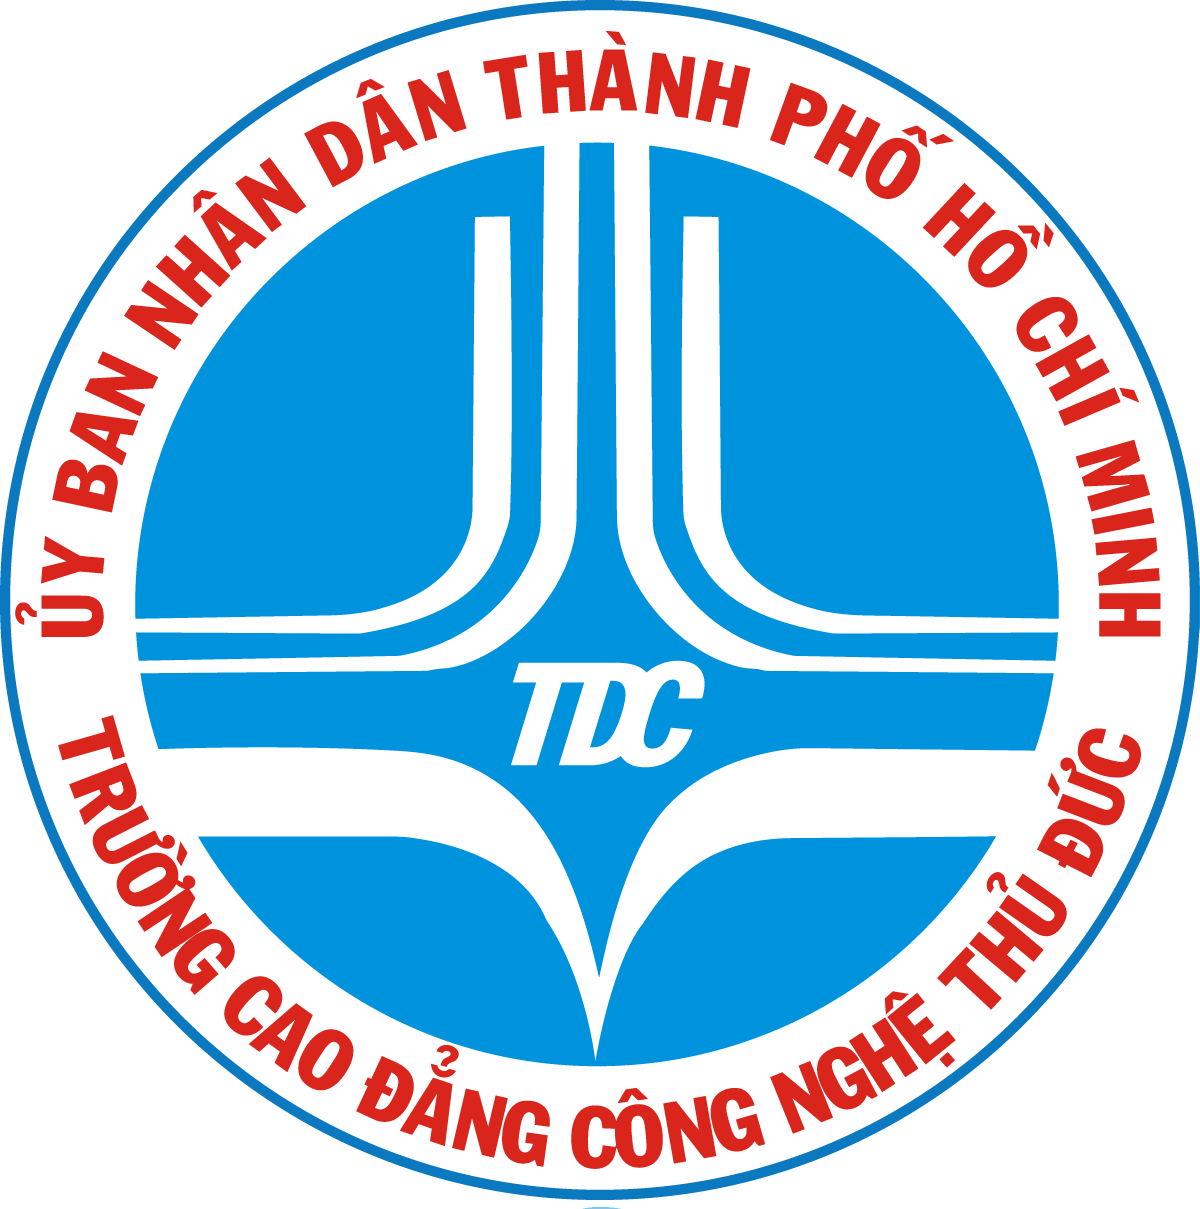 ỦY BAN NHÂN DÂN THÀNH PHỐ HỒ CHÍ MINH
TDC
TRƯỜNG CAO ĐẲNG CÔNG NGHỆ THỦ ĐỨC